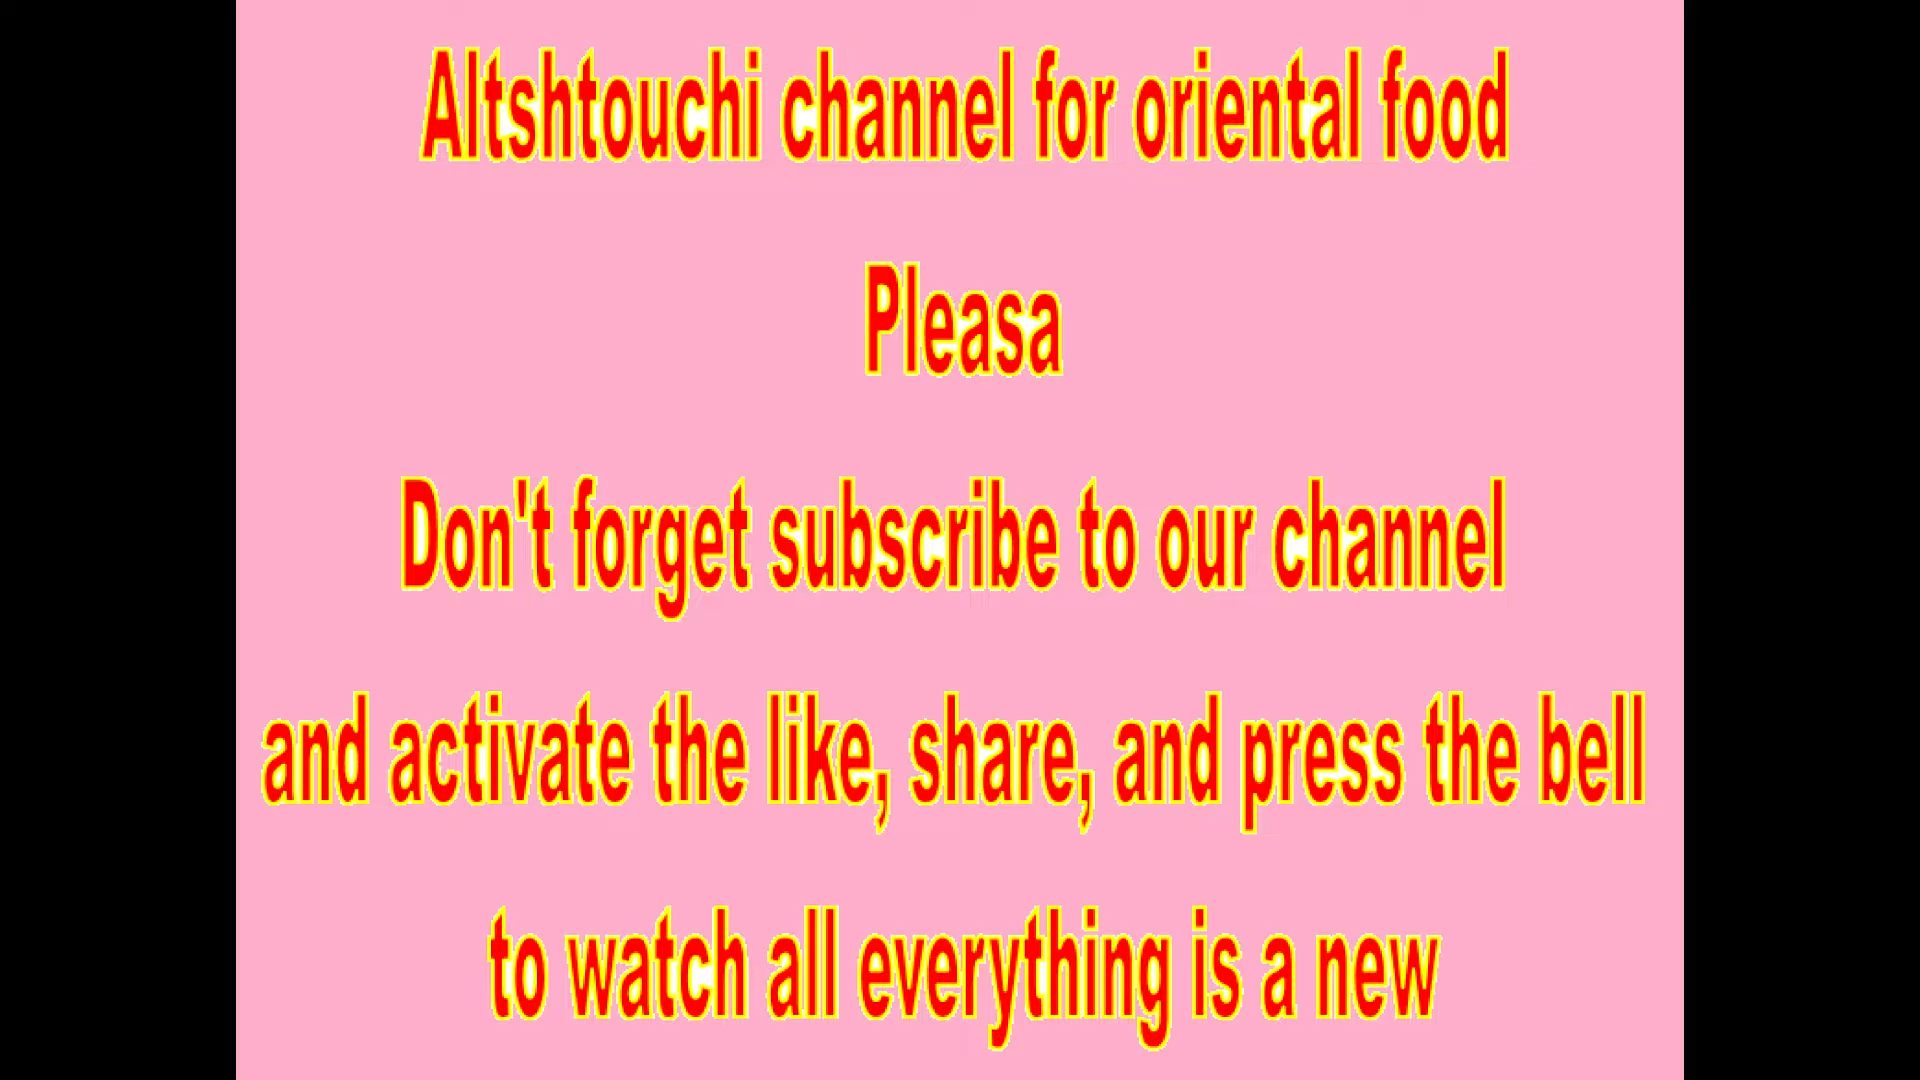 Altshtouchi channel for oriental food
Pleasa
Don't forget subscribe to our channel
and activate the like, share, and press the bell
to watch all everything is a new